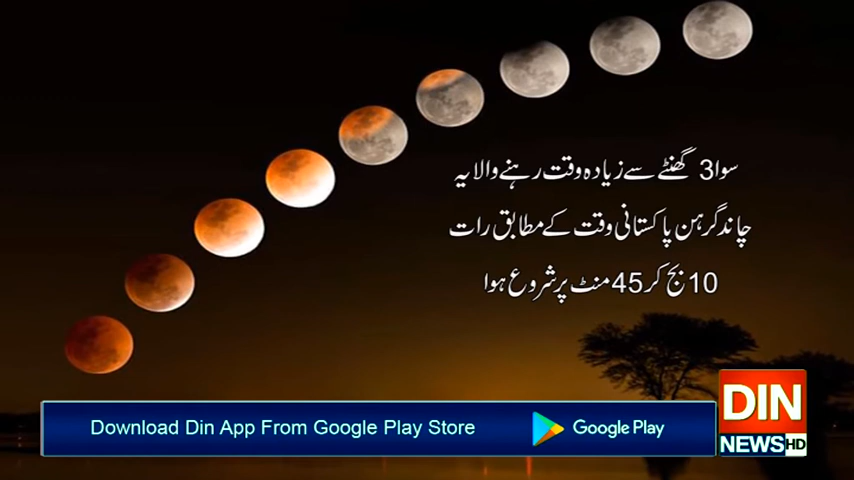 سوا 3 گھنٹے سے زیادہ وقت رہنے والا یہ
چاند گرہن پاکستانی وقت کے مطابق رات
10 بج کر 45 منٹ پر شروع ہوا
Download Din App From Google Play Store
Google Play
DIN
NEWS HD